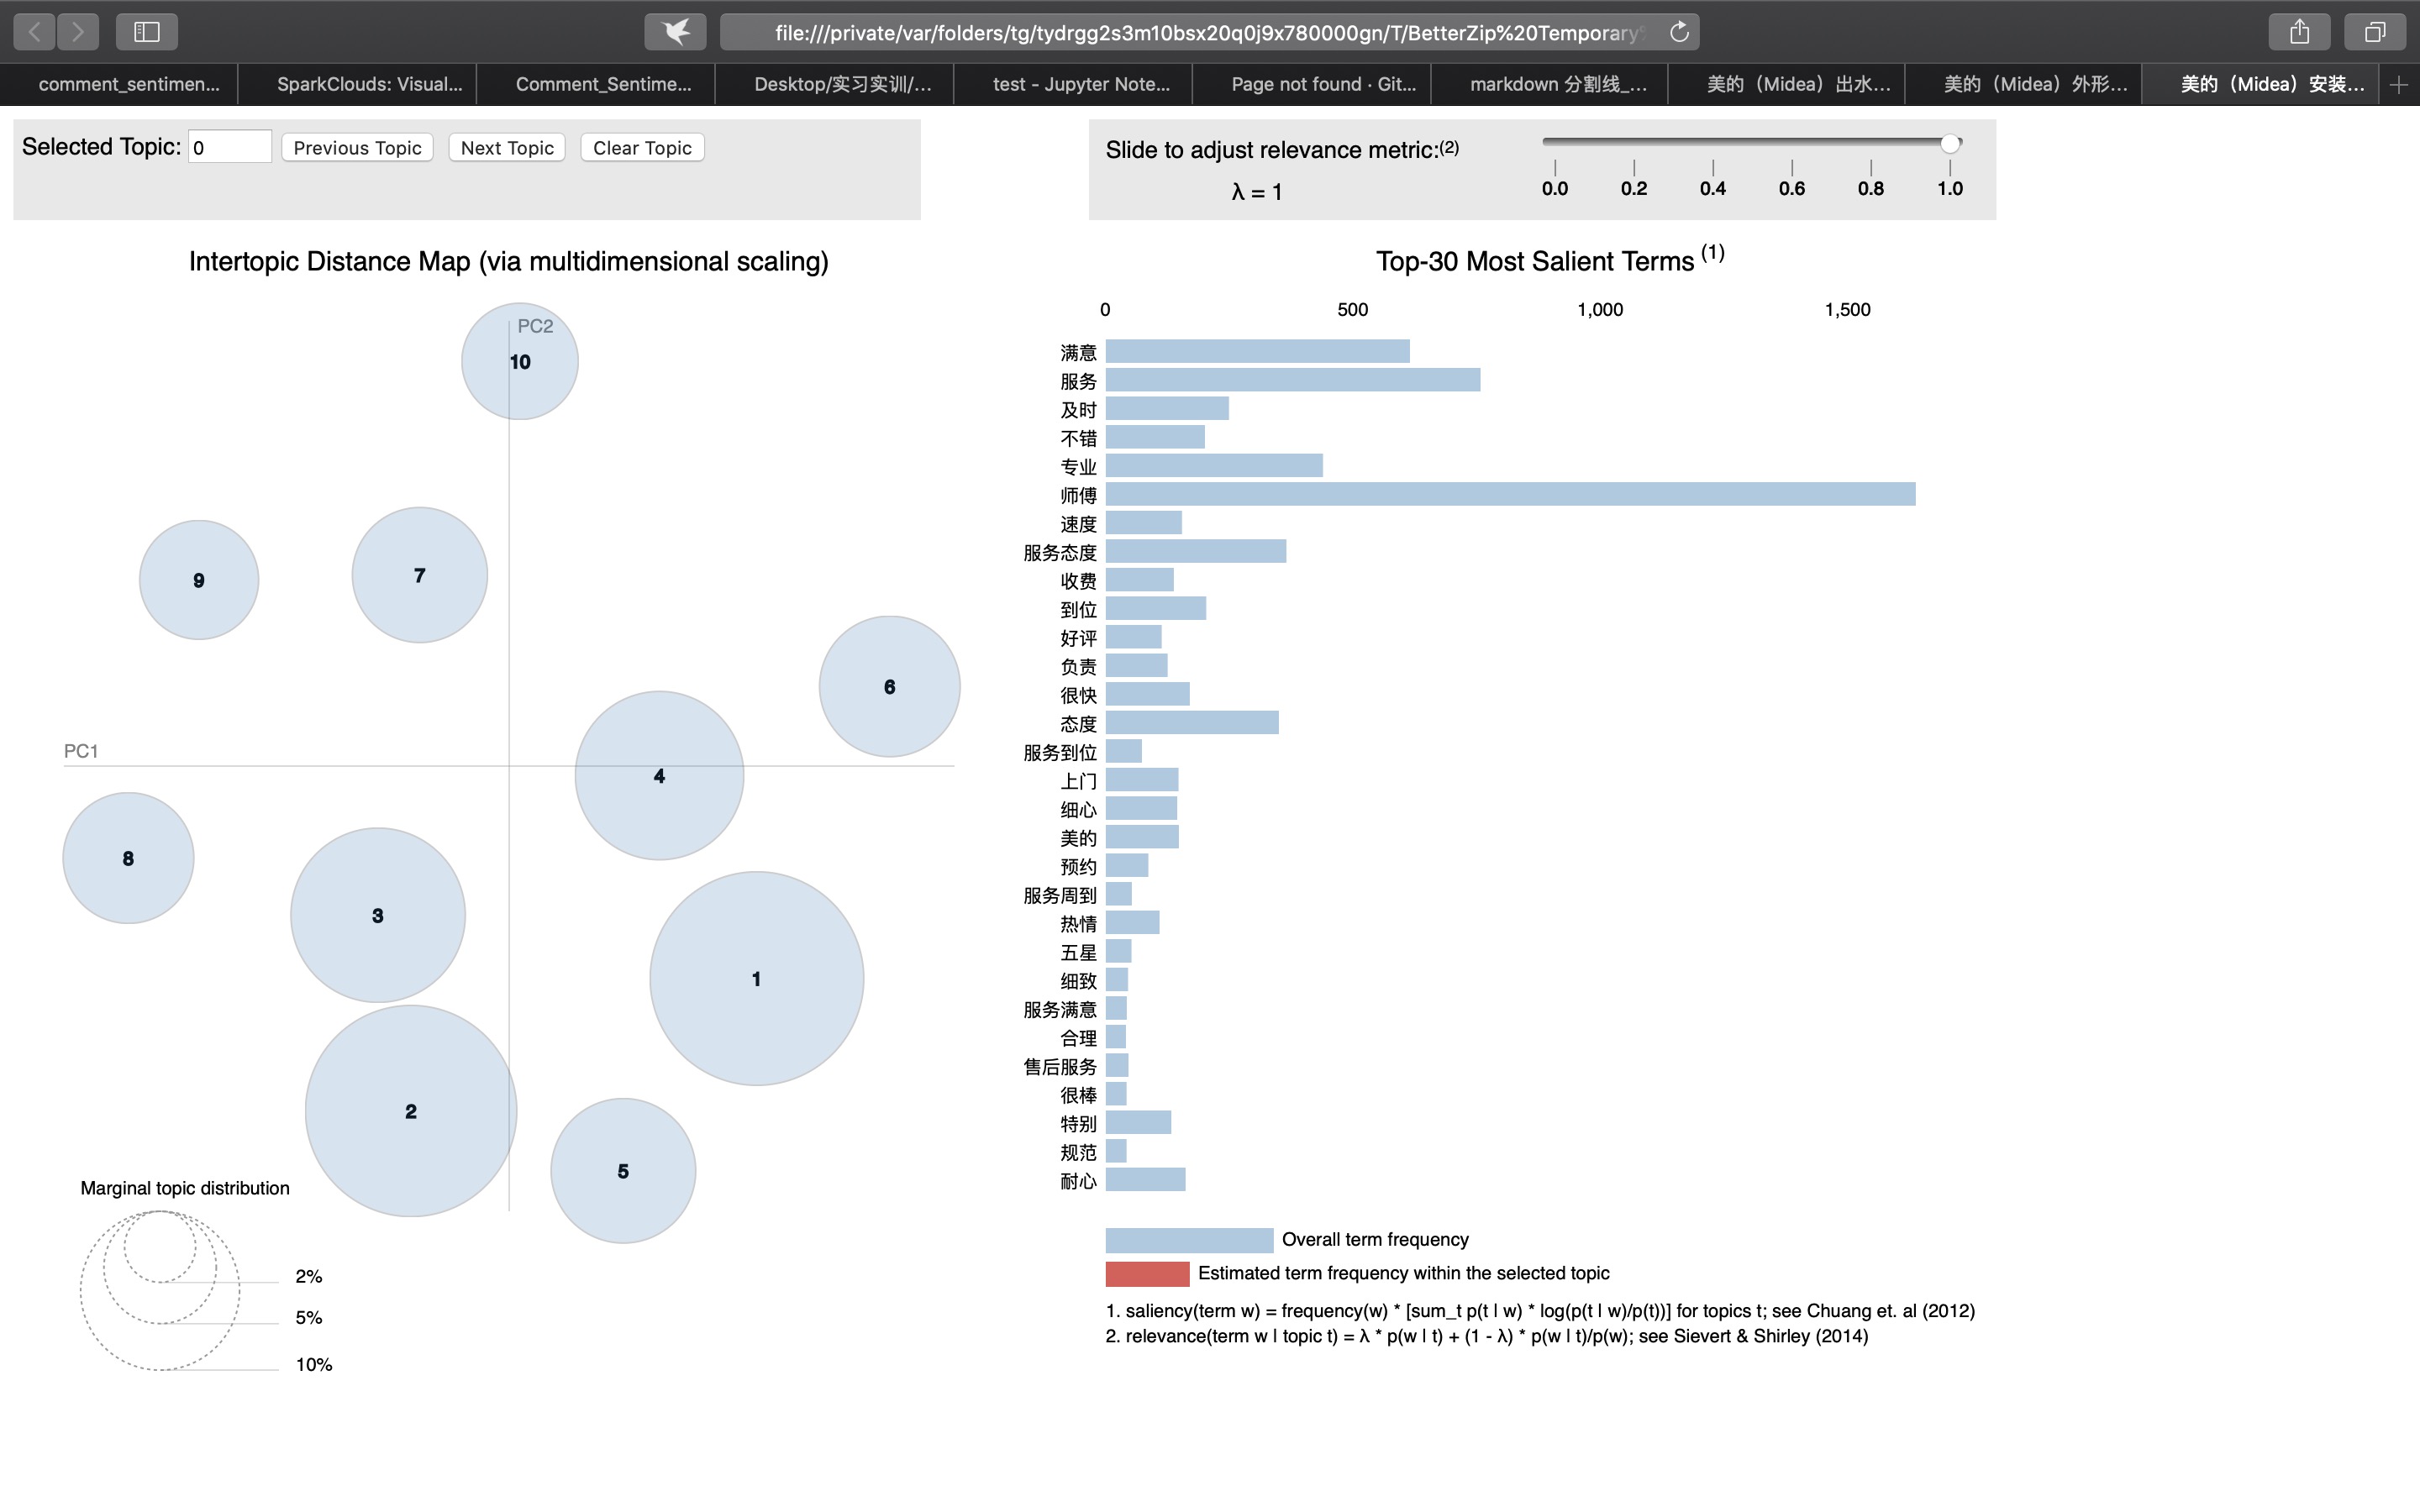 file:///private/var/folders/tg/tydrgg2s3m10bsx20q0j9x780000gn/T/BetterZip%20Temporary
comment_sentimen...
SparkClouds: Visual...
Comment_Sentime...
Desktop/实习实训/...
test - Jupyter Note...
Page not found · Git...
markdown 分割线_...
美的（Midea）出水...
美的（Midea）外形...
美的（Midea）安装...
Selected Topic: 0 Previous Topic Next Topic Clear Topic
Slide to adjust relevance metric:(2)
λ = 1
0.0 0.2 0.4 0.6 0.8 1.0
Intertopic Distance Map (via multidimensional scaling)
PC2
10
9
7
6
PC1
4
8
3
1
2
5
Marginal topic distribution
2%
5%
10%
Top-30 Most Salient Terms (1)
0 500 1,000 1,500
满意
服务
及时
不错
专业
师傅
速度
服务态度
收费
到位
好评
负责
很快
态度
服务到位
上门
细心
美的
预约
服务周到
热情
五星
细致
服务满意
合理
售后服务
很棒
特别
规范
耐心
Overall term frequency
Estimated term frequency within the selected topic
1. saliency(term w) = frequency(w) * [sum_t p(t | w) * log(p(t | w)/p(t))] for topics t; see Chuang et. al (2012)
2. relevance(term w | topic t) = λ * p(w | t) + (1 - λ) * p(w | t)/p(w); see Sievert & Shirley (2014)